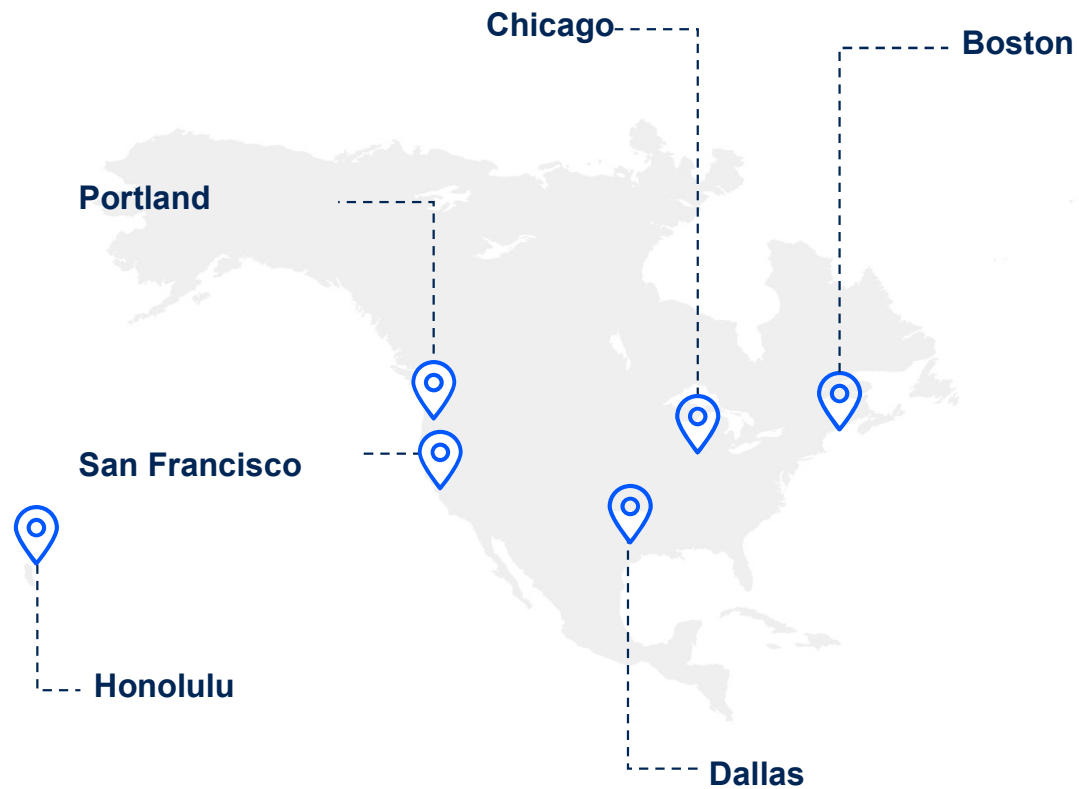 Chicago
Boston
Portland
San Francisco
Honolulu
Dallas